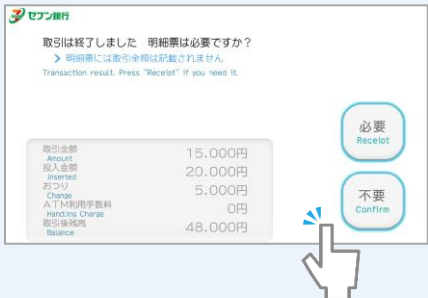 セブン銀行
取引は終了しました 明細票は必要ですか？
> 明細票には取引金額は記載されません
Transaction result. Press "Receipt" If you need it.
必要
Receipt
取引金額 15,000円
Amount
投入金額 20,000円
Inserted
おつり 5,000円
Change
ATM利用手数料 0円
Handling Charge
取引後残高 48,000円
Balance
不要
Confirm